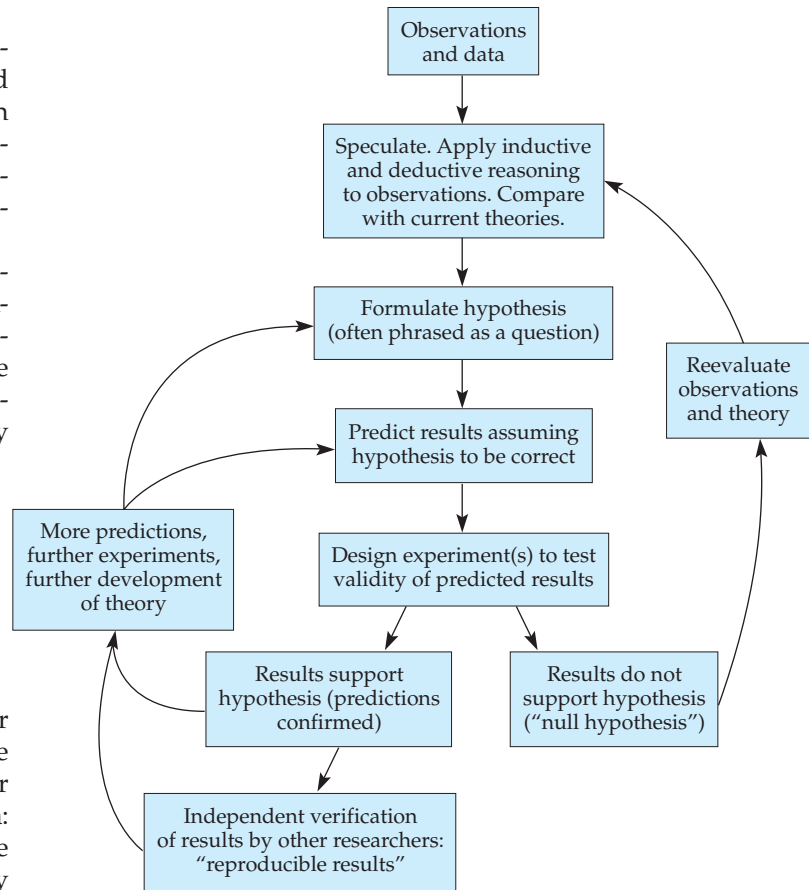 Observations
and data
Speculate. Apply inductive
and deductive reasoning
to observations. Compare
with current theories.
Formulate hypothesis
(often phrased as a question)
Reevaluate
observations
and theory
Predict results assuming
hypothesis to be correct
More predictions,
further experiments,
further development
of theory
Design experiment(s) to test
validity of predicted results
Results support
hypothesis (predictions
confirmed)
Results do not
support hypothesis
(“null hypothesis”)
Independent verification
of results by other researchers:
“reproducible results”